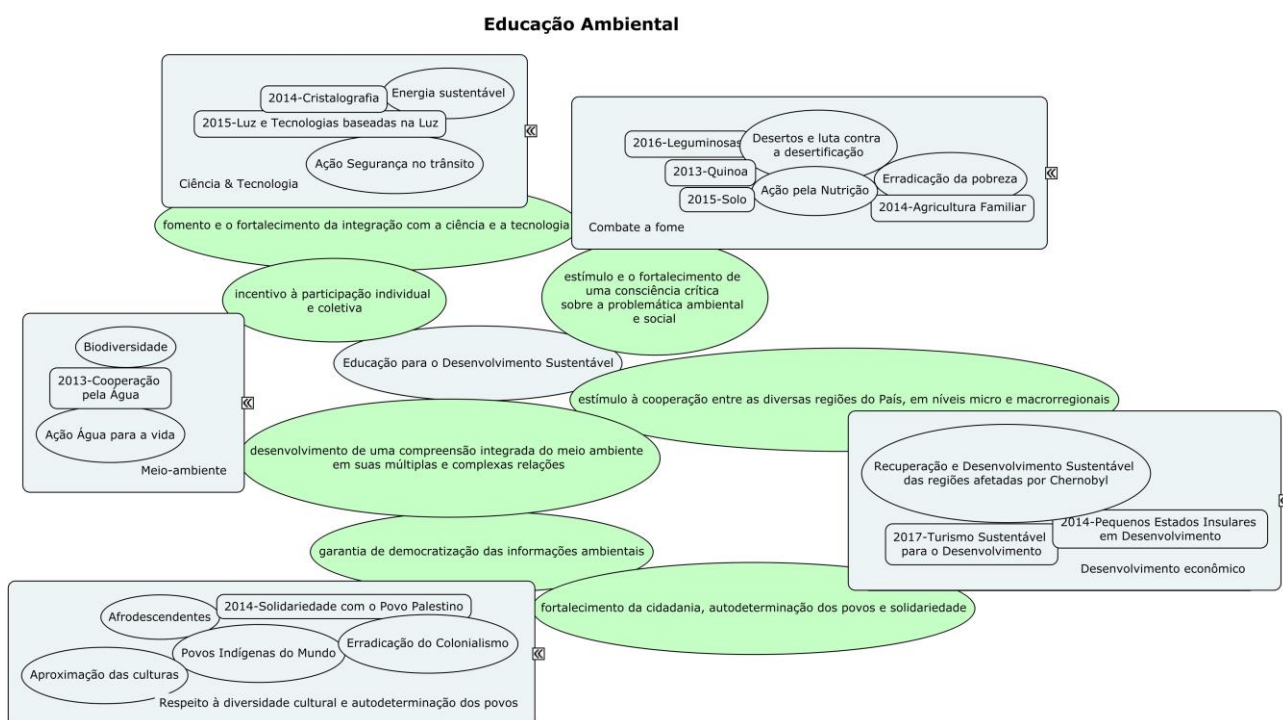 Educação Ambiental
Energia sustentável
2014-Cristalografia
2015-Luz e Tecnologias baseadas na Luz
Ação Segurança no trânsito
Ciência & Tecnologia
2016-Leguminosas
Desertos e luta contra
a desertificação
2013-Quinoa
Erradicação da pobreza
Ação pela Nutrição
2015-Solo
2014-Agricultura Familiar
Combate a fome
fomento e o fortalecimento da integração com a ciência e a tecnologia
incentivo à participação individual
e coletiva
estímulo e o fortalecimento de
uma consciência crítica
sobre a problemática ambiental
e social
Biodiversidade
2013-Cooperação
pela Água
Ação Água para a vida
Meio-ambiente
Educação para o Desenvolvimento Sustentável
estímulo à cooperação entre as diversas regiões do País, em níveis micro e macrorregionais
desenvolvimento de uma compreensão integrada do meio ambiente
em suas múltiplas e complexas relações
Recuperação e Desenvolvimento Sustentável
das regiões afetadas por Chernobyl
2014-Pequenos Estados Insulares
em Desenvolvimento
2017-Turismo Sustentável
para o Desenvolvimento
Desenvolvimento econômico
garantia de democratização das informações ambientais
fortalecimento da cidadania, autodeterminação dos povos e solidariedade
Afrodescendentes
2014-Solidariedade com o Povo Palestino
Erradicação do Colonialismo
Povos Indígenas do Mundo
Aproximação das culturas
Respeito à diversidade cultural e autodeterminação dos povos